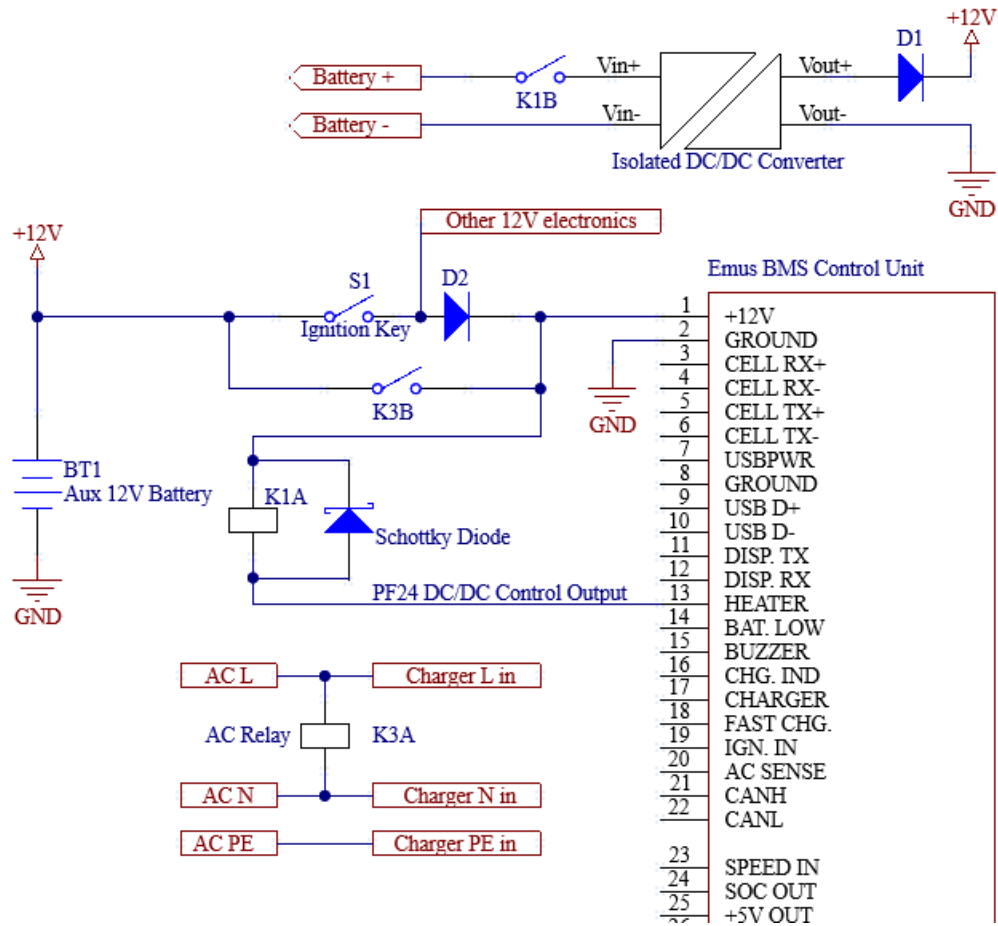 +12V
D1
Battery +
Vin+
Vout+
K1B
Battery -
Vin-
Vout-
Isolated DC/DC Converter
GND
Other 12V electronics
+12V
Emus BMS Control Unit
S1
D2
Ignition Key
1
+12V
2
GROUND
3
CELL RX+
4
CELL RX-
K3B
GND
5
CELL TX+
6
CELL TX-
7
USBPWR
BT1
Aux 12V Battery
K1A
8
GROUND
9
USB D+
Schottky Diode
10
USB D-
11
DISP. TX
12
DISP. RX
PF24 DC/DC Control Output
13
HEATER
GND
14
BAT. LOW
15
BUZZER
16
CHG. IND
AC L
Charger L in
17
CHARGER
18
FAST CHG.
AC Relay
K3A
19
IGN. IN
20
AC SENSE
21
CANH
AC N
Charger N in
22
CANL
AC PE
Charger PE in
23
SPEED IN
24
SOC OUT
25
+5V OUT